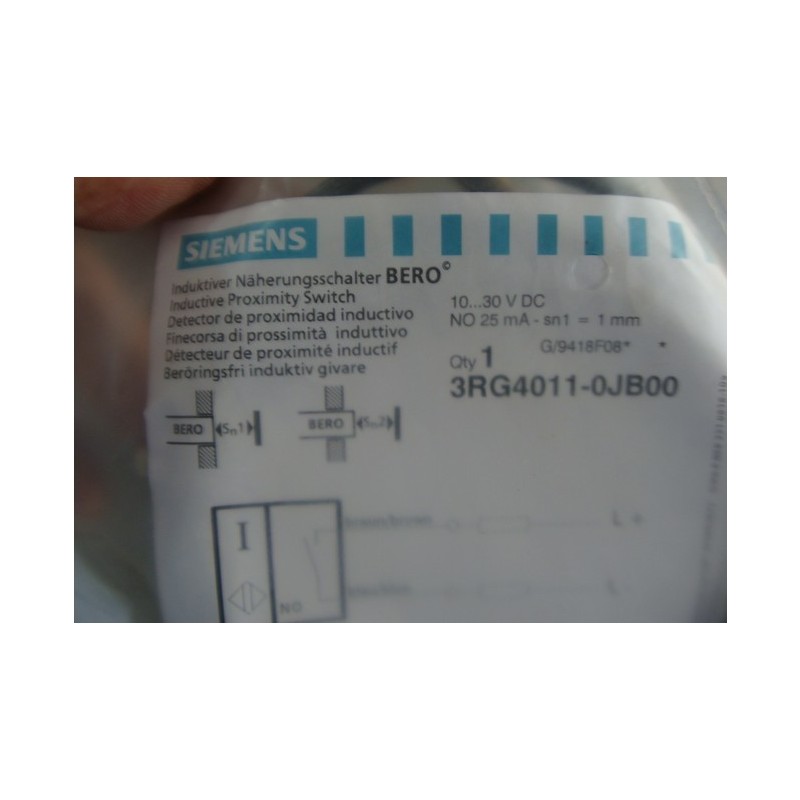 SIEMENS
Induktiver Näherungsschalter BERO©
Inductive Proximity Switch
Detector de proximidad inductivo
Finecorsa di prossimità induttivo
Détecteur de proximité inductif
Beröringsfri induktiv givare
10...30 V DC
NO 25 mA - sn1 = 1 mm
G/9418F08* *
Qty 1
3RG4011-0JB00
BERO Sn1
BERO Sn2
I
NO
L +
L